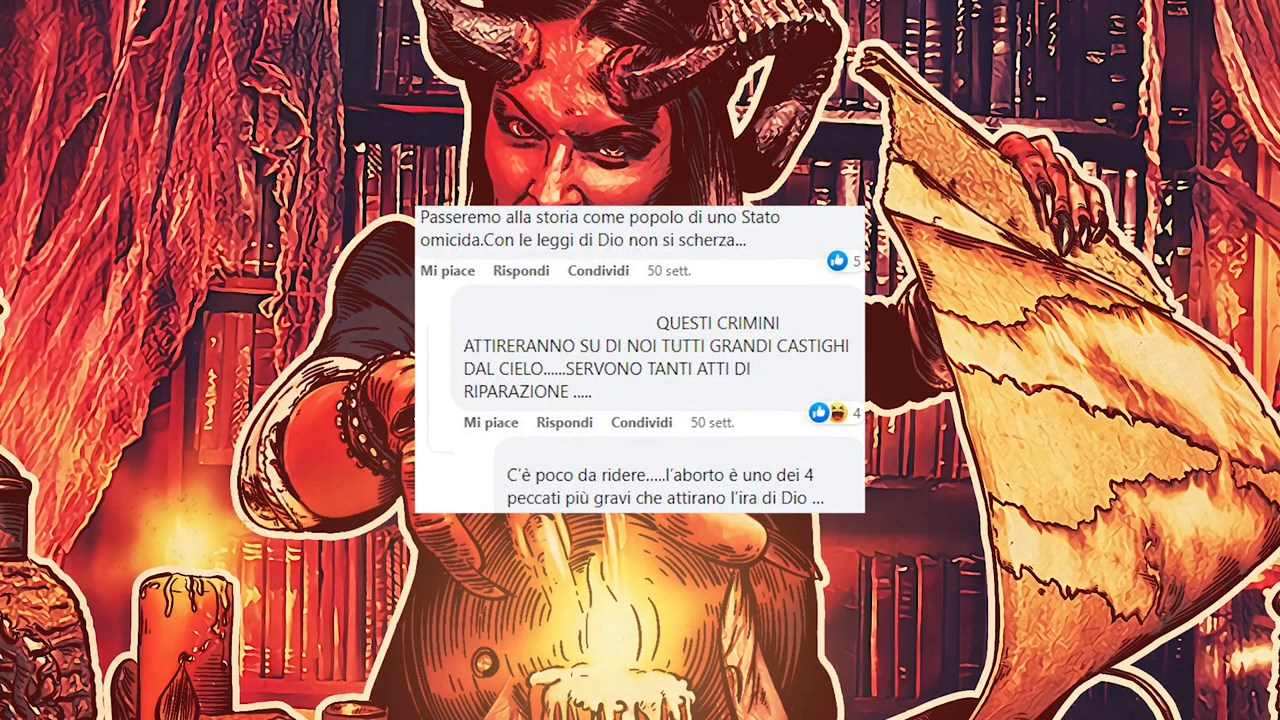 Passeremo alla storia come popolo di uno Stato
omicida.Con le leggi di Dio non si scherza...
5
Mi piace Rispondi Condividi 50 sett.
QUESTI CRIMINI
ATTIRERANNO SU DI NOI TUTTI GRANDI CASTIGHI
DAL CIELO......SERVONO TANTI ATTI DI
RIPARAZIONE .....
4
Mi piace Rispondi Condividi 50 sett.
C'è poco da ridere.....l'aborto è uno dei 4
peccati più gravi che attirano l'ira di Dio ...